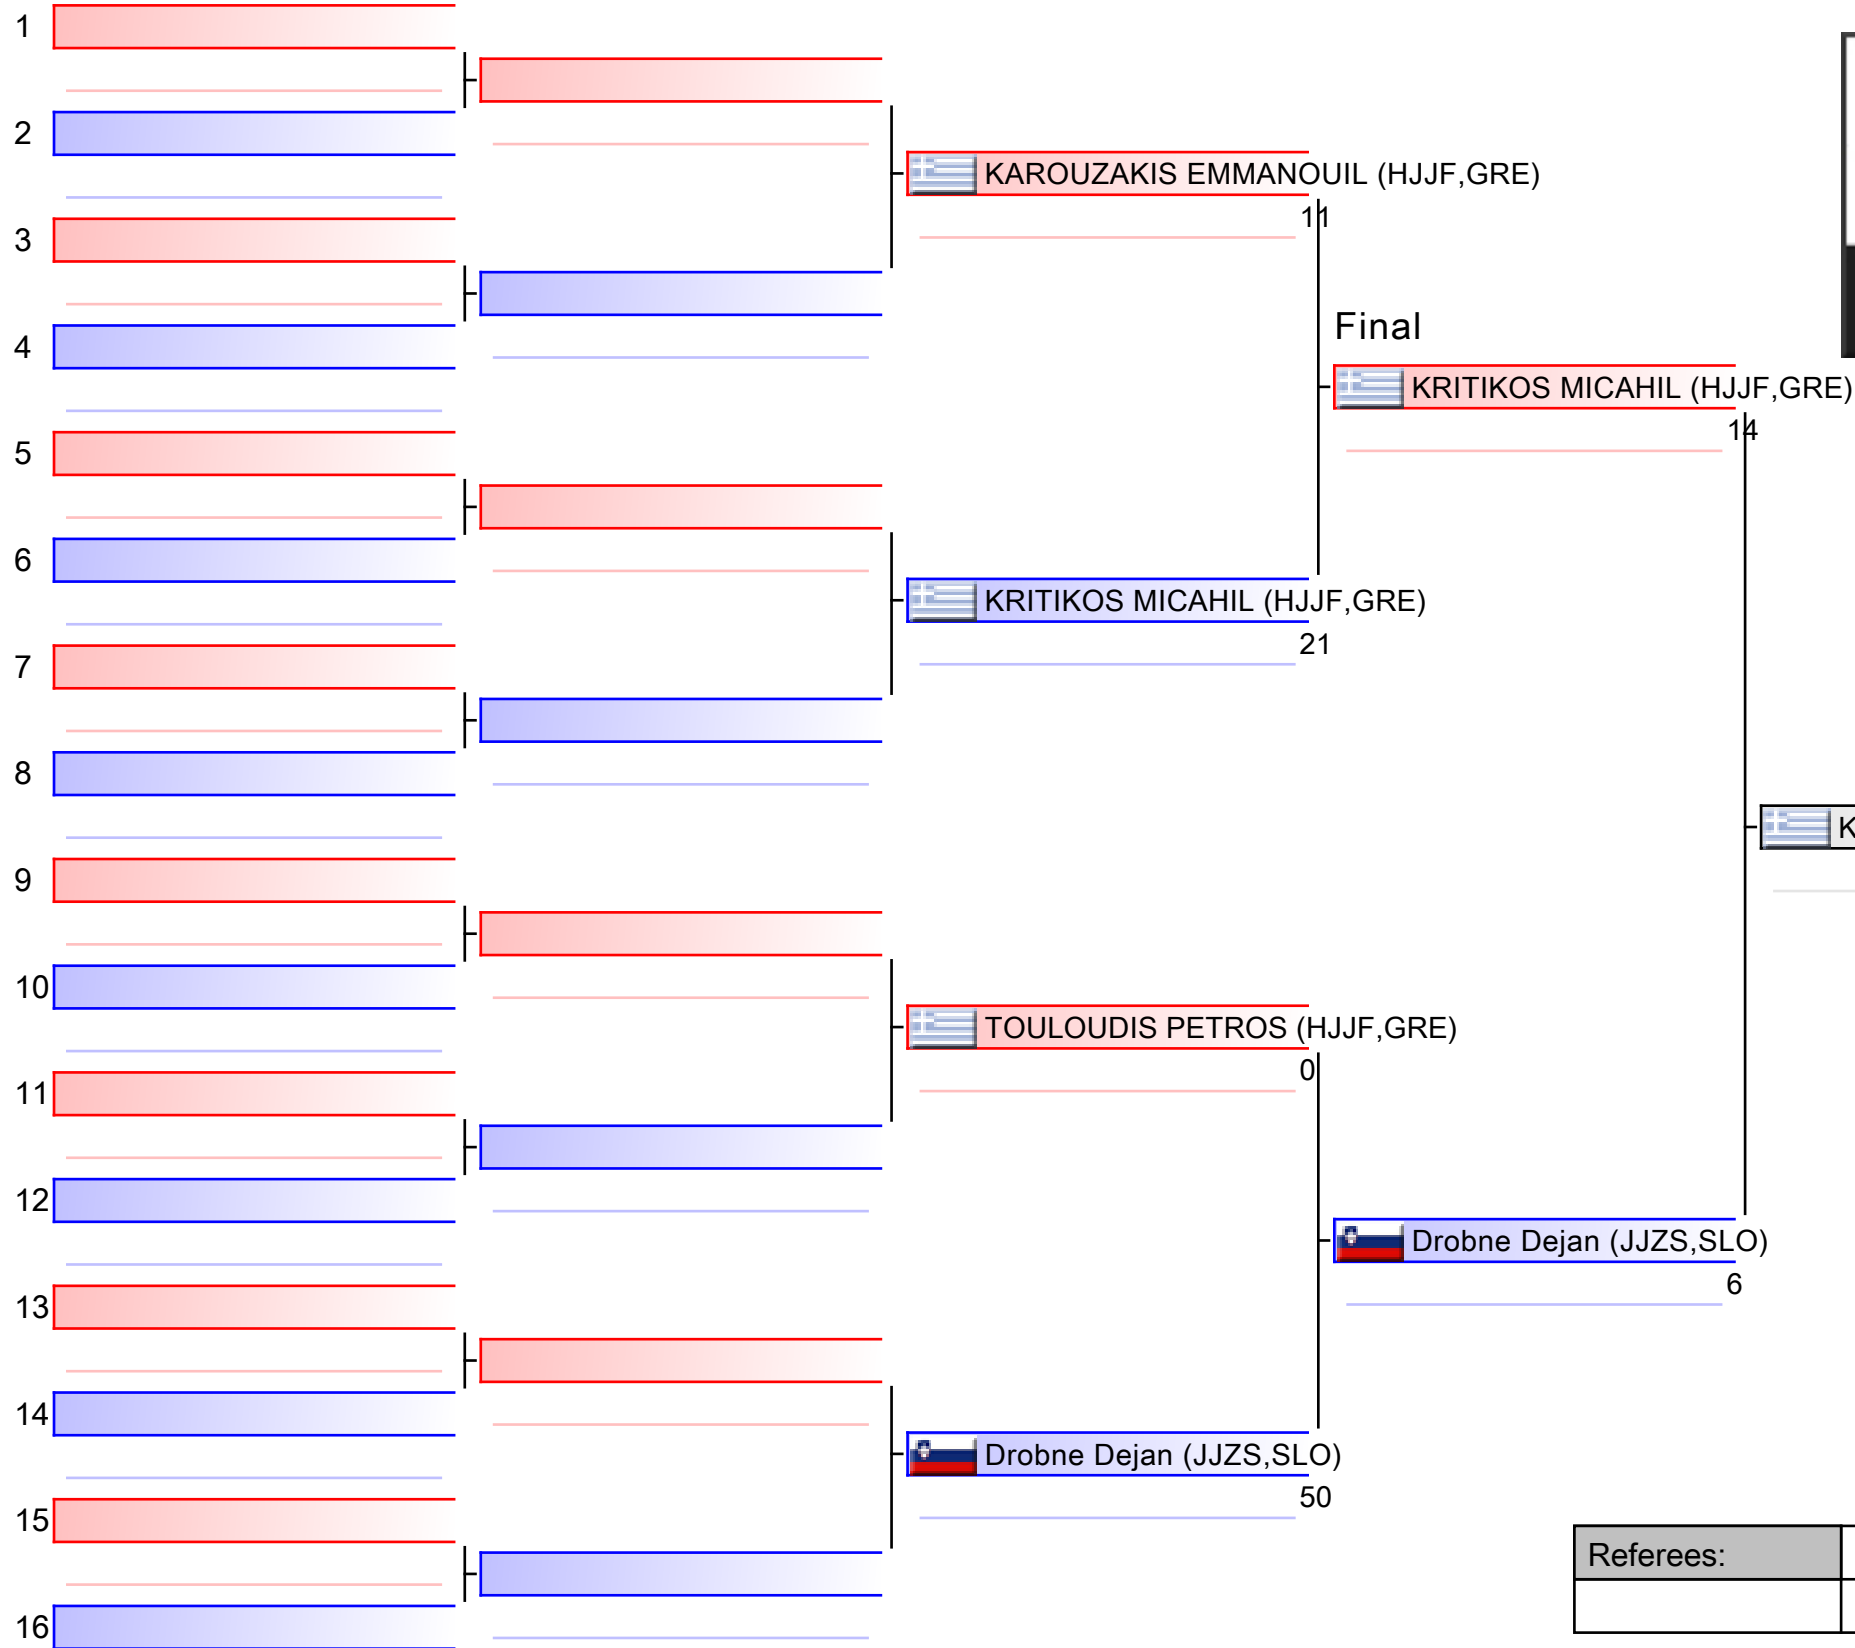 1
2
3
4
5
6
7
8
9
10
11
12
13
14
15
16
KAROUZAKIS EMMANOUIL (HJJF,GRE)
11
KRITIKOS MICAHIL (HJJF,GRE)
21
TOULOUDIS PETROS (HJJF,GRE)
0
Drobne Dejan (JJZS,SLO)
50
Final
KRITIKOS MICAHIL (HJJF,GRE)
14
Drobne Dejan (JJZS,SLO)
6
K
Referees: